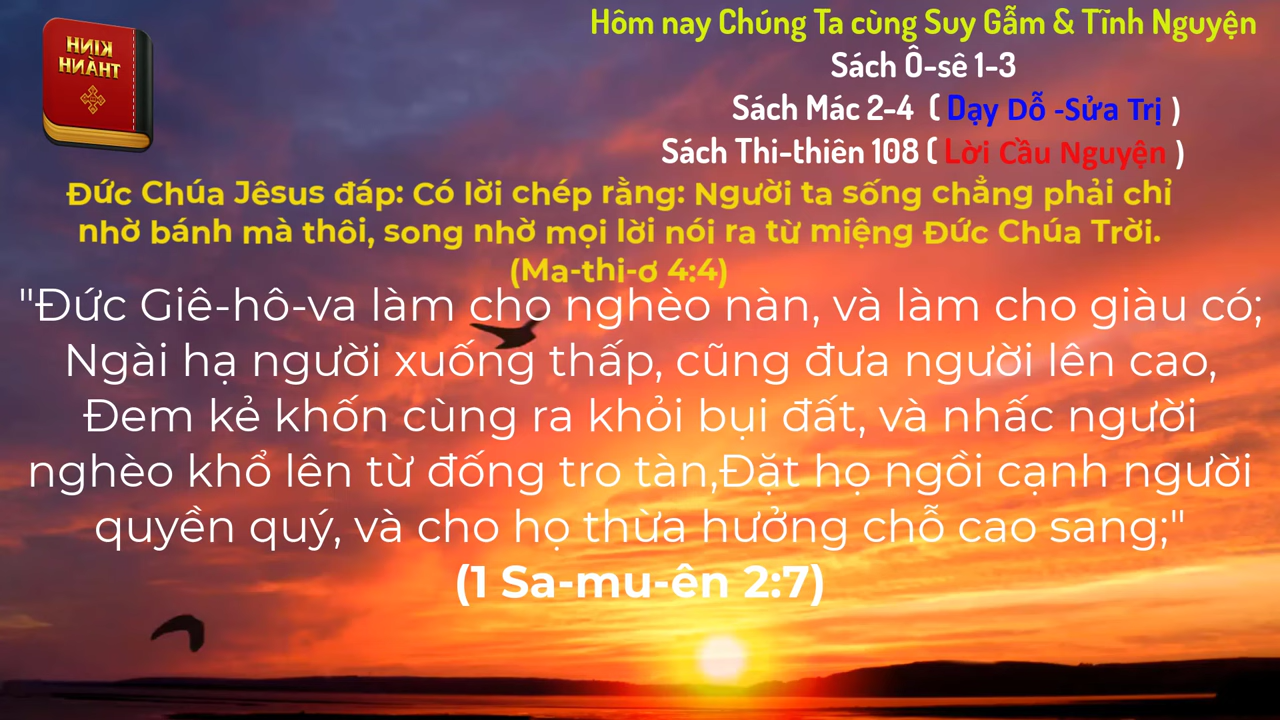 KINH
THÁNH
Hôm nay Chúng Ta cùng Suy Gẫm & Tĩnh Nguyện
Sách Ô-sê 1-3
Sách Mác 2-4 ( Dạy Dỗ -Sửa Trị )
Sách Thi-thiên 108 ( Lời Cầu Nguyện )
Đức Chúa Jêsus đáp: Có lời chép rằng: Người ta sống chẳng phải chỉ
nhờ bánh mà thôi, song nhờ mọi lời nói ra từ miệng Đức Chúa Trời.
(Ma-thi-ơ 4:4)
"Đức Giê-hô-va làm cho nghèo nàn, và làm cho giàu có;
Ngài hạ người xuống thấp, cũng đưa người lên cao,
Đem kẻ khốn cùng ra khỏi bụi đất, và nhấc người
nghèo khổ lên từ đống tro tàn,Đặt họ ngồi cạnh người
quyền quý, và cho họ thừa hưởng chỗ cao sang;"
(1 Sa-mu-ên 2:7)